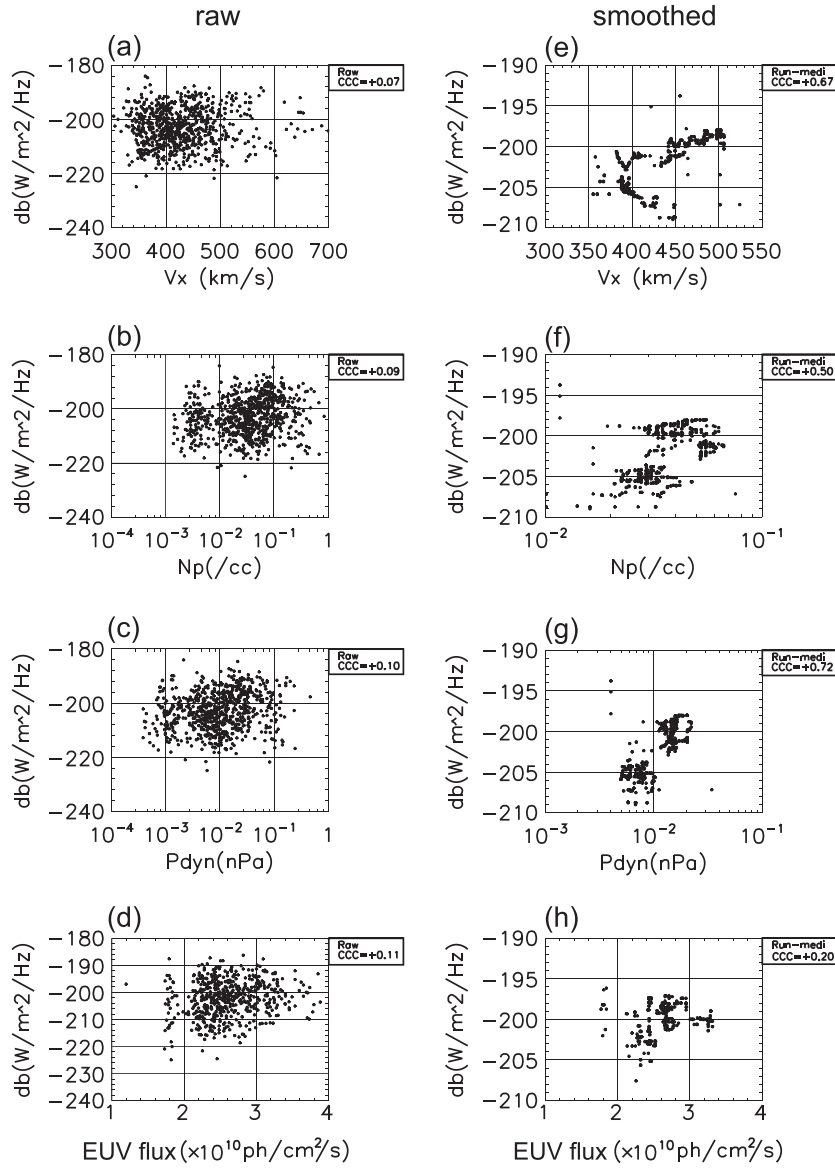 raw
smoothed
(a)
−180
−200
−220
−240
300 400 500 600 700
Vx (km/s)
db(W/m^2/Hz)
Raw
CCC=+0.07
(e)
−190
−195
−200
−205
−210
300 350 400 450 500 550
Vx (km/s)
db(W/m^2/Hz)
Run-medi
CCC=+0.67
(b)
−180
−200
−220
−240
10−4 10−3 10−2 10−1 1
Np(/cc)
db(W/m^2/Hz)
Raw
CCC=+0.09
(f)
−190
−195
−200
−205
−210
10−2 10−1
Np(/cc)
db(W/m^2/Hz)
Run-medi
CCC=+0.50
(c)
−180
−200
−220
−240
10−4 10−3 10−2 10−1 1
Pdyn(nPa)
db(W/m^2/Hz)
Raw
CCC=+0.10
(g)
−190
−195
−200
−205
−210
10−3 10−2 10−1
Pdyn(nPa)
db(W/m^2/Hz)
Run-medi
CCC=+0.72
(d)
−180
−190
−200
−210
−220
−230
−240
1 2 3 4
EUV flux (×10^10 ph/cm²/s)
db(W/m^2/Hz)
Raw
CCC=+0.11
(h)
−190
−195
−200
−205
−210
1 2 3 4
EUV flux (×10^10 ph/cm²/s)
db(W/m^2/Hz)
Run-medi
CCC=+0.20